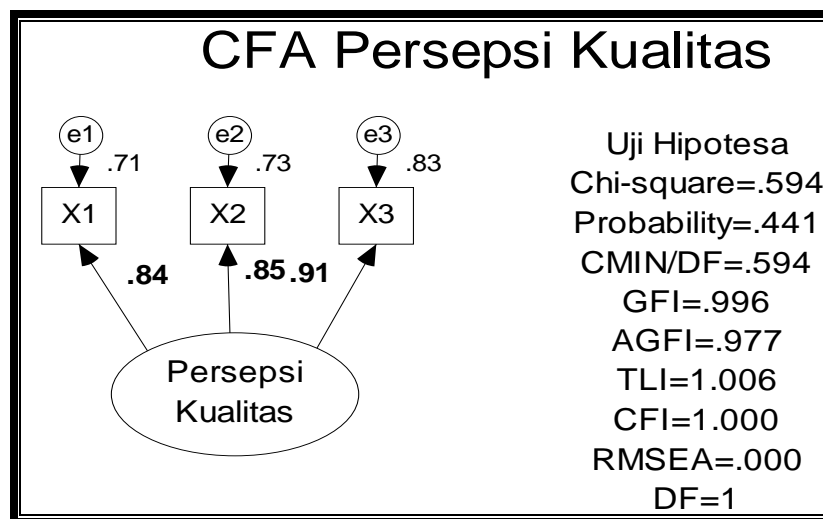 CFA Persepsi Kualitas
e1
e2
e3
.71
.73
.83
X1
X2
X3
.84
.85
.91
Persepsi
Kualitas
Uji Hipotesa
Chi-square=.594
Probability=.441
CMIN/DF=.594
GFI=.996
AGFI=.977
TLI=1.006
CFI=1.000
RMSEA=.000
DF=1